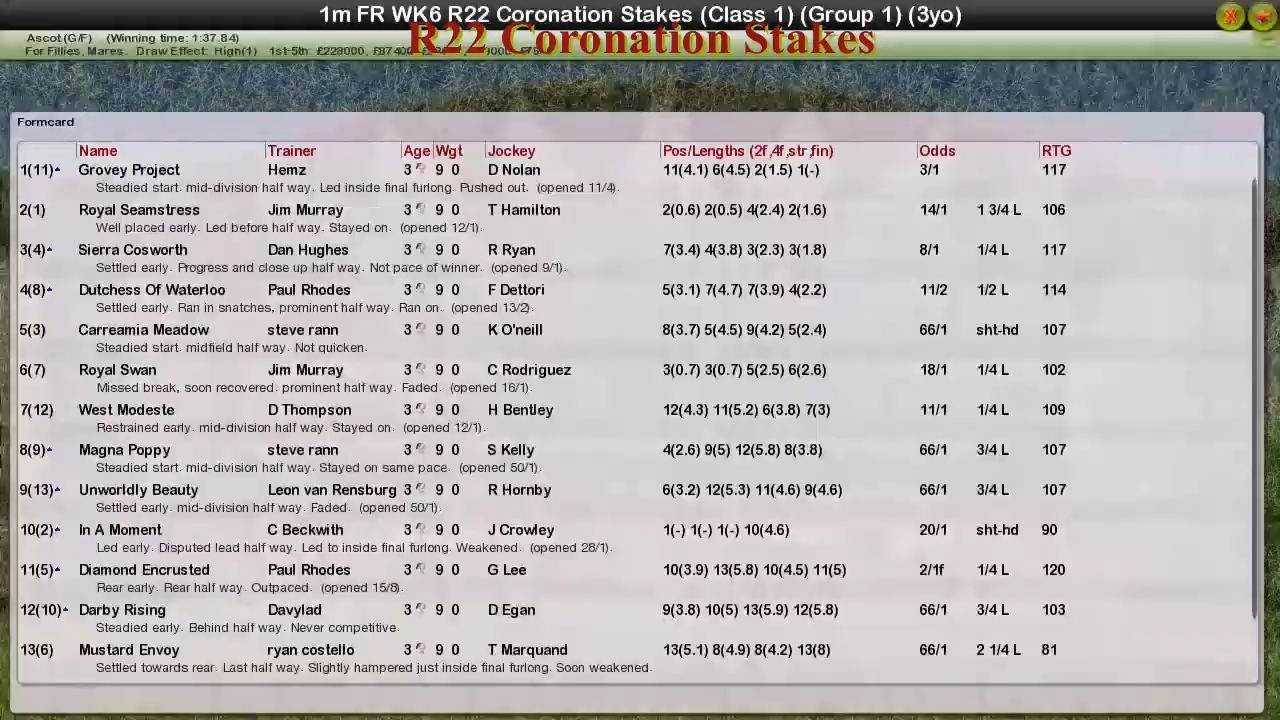 1m FR WK6 R22 Coronation Stakes (Class 1) (Group 1) (3yo)
R22 Coronation Stakes
Ascot(G/F) (Winning time: 1:37.84)
For Fillies, Mares. Draw Effect: High(1) 1st-5th: £228000, £87400,
Formcard
Name Trainer Age Wgt Jockey Pos/Lengths (2f,4f,str,fin) Odds RTG
1(11) Grovey Project Hemz 3 9 0 D Nolan 11(4.1) 6(4.5) 2(1.5) 1(-) 3/1 117
Steadied start. mid-division half way. Led inside final furlong. Pushed out. (opened 11/4).
2(1) Royal Seamstress Jim Murray 3 9 0 T Hamilton 2(0.6) 2(0.5) 4(2.4) 2(1.6) 14/1 1 3/4 L 106
Well placed early. Led before half way. Stayed on. (opened 12/1).
3(4) Sierra Cosworth Dan Hughes 3 9 0 R Ryan 7(3.4) 4(3.8) 3(2.3) 3(1.8) 8/1 1/4 L 117
Settled early. Progress and close up half way. Not pace of winner. (opened 9/1).
4(8) Dutchess Of Waterloo Paul Rhodes 3 9 0 F Dettori 5(3.1) 7(4.7) 7(3.9) 4(2.2) 11/2 1/2 L 114
Settled early. Ran in snatches, prominent half way. Ran on. (opened 13/2).
5(3) Carreamia Meadow steve rann 3 9 0 K O'neill 8(3.7) 5(4.5) 9(4.2) 5(2.4) 66/1 sht-hd 107
Steadied start. midfield half way. Not quicken.
6(7) Royal Swan Jim Murray 3 9 0 C Rodriguez 3(0.7) 3(0.7) 5(2.5) 6(2.6) 18/1 1/4 L 102
Missed break, soon recovered. prominent half way. Faded. (opened 16/1).
7(12) West Modeste D Thompson 3 9 0 H Bentley 12(4.3) 11(5.2) 6(3.8) 7(3) 11/1 1/4 L 109
Restrained early. mid-division half way. Stayed on. (opened 12/1).
8(9) Magna Poppy steve rann 3 9 0 S Kelly 4(2.6) 9(5) 12(5.8) 8(3.8) 66/1 3/4 L 107
Steadied start. mid-division half way. Stayed on same pace. (opened 50/1).
9(13) Unworldly Beauty Leon van Rensburg 3 9 0 R Hornby 6(3.2) 12(5.3) 11(4.6) 9(4.6) 66/1 3/4 L 107
Settled early. mid-division half way. Faded. (opened 50/1).
10(2) In A Moment C Beckwith 3 9 0 J Crowley 1(-) 1(-) 1(-) 10(4.6) 20/1 sht-hd 90
Led early. Disputed lead half way. Led to inside final furlong. Weakened. (opened 28/1).
11(5) Diamond Encrusted Paul Rhodes 3 9 0 G Lee 10(3.9) 13(5.8) 10(4.5) 11(5) 2/1f 1/4 L 120
Rear early. Rear half way. Outpaced. (opened 15/8).
12(10) Darby Rising Davylad 3 9 0 D Egan 9(3.8) 10(5) 13(5.9) 12(5.8) 66/1 3/4 L 103
Steadied early. Behind half way. Never competitive.
13(6) Mustard Envoy ryan costello 3 9 0 T Marquand 13(5.1) 8(4.9) 8(4.2) 13(8) 66/1 2 1/4 L 81
Settled towards rear. Last half way. Slightly hampered just inside final furlong. Soon weakened.